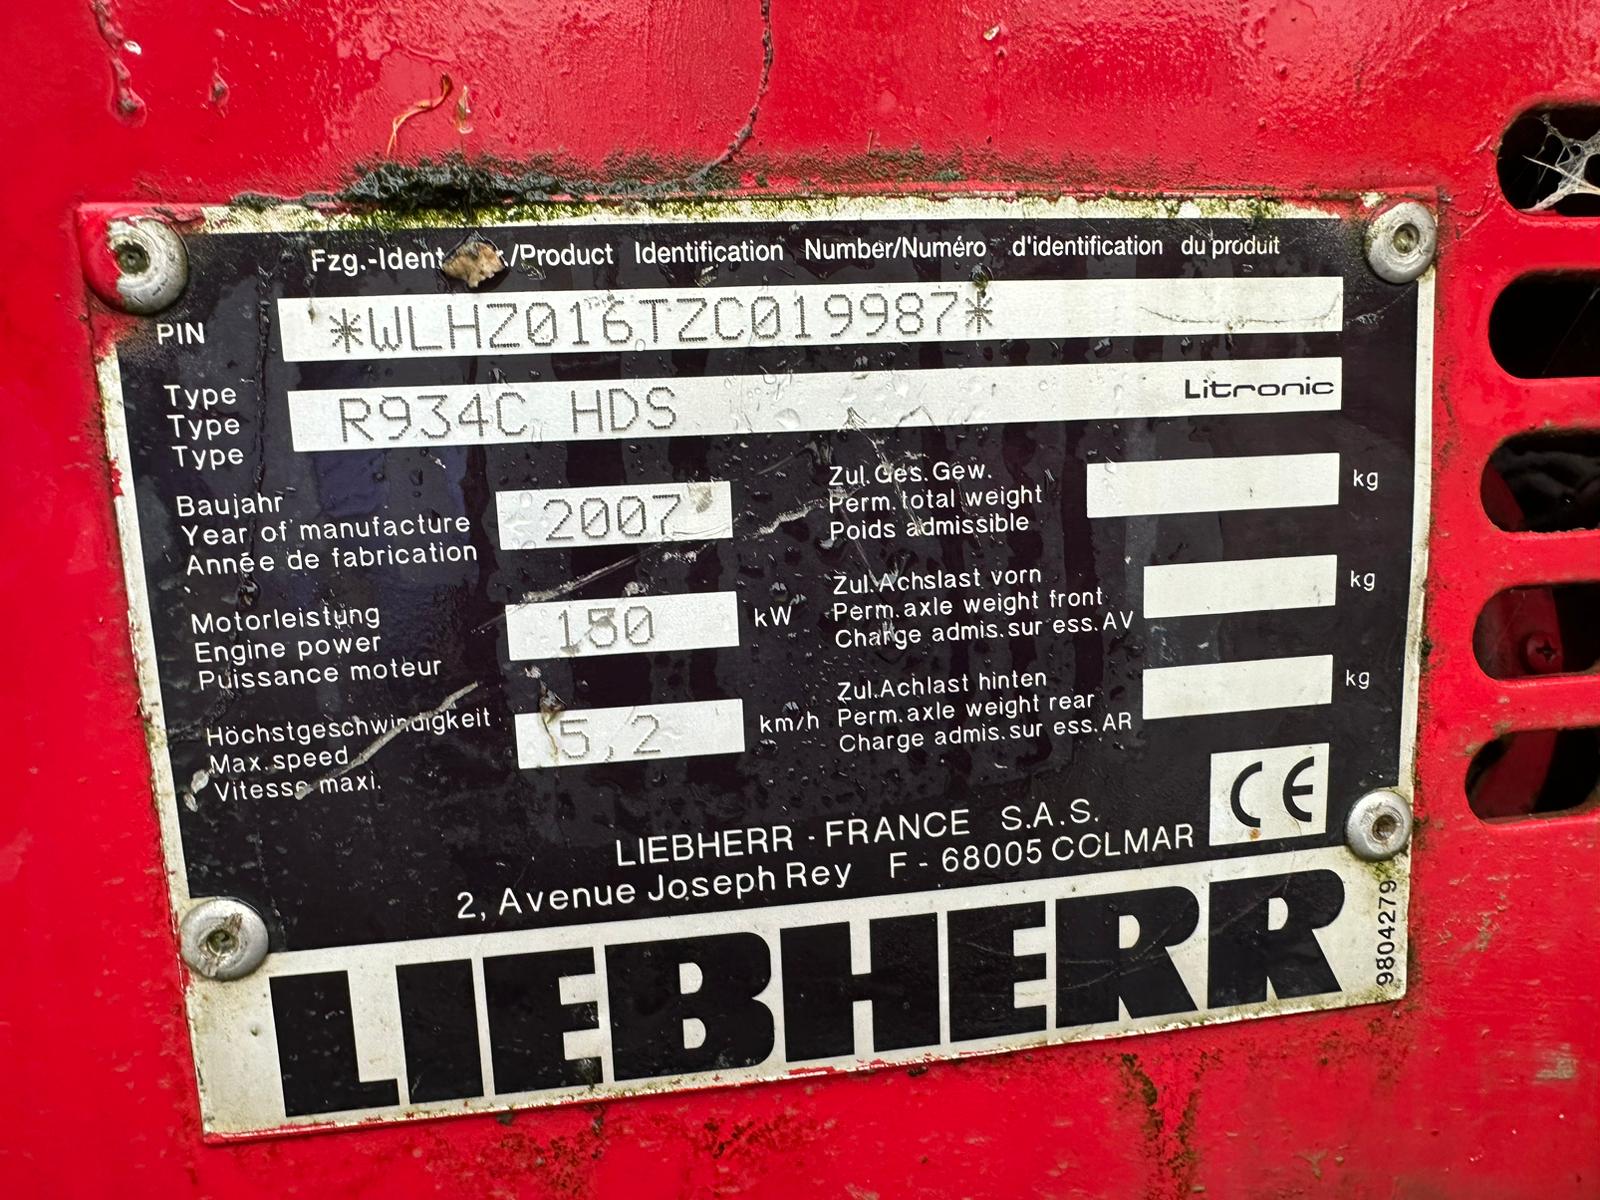 Fzg.-Ident /Product Identification Number/Numéro d'identification du produit
PIN *WLHZ016TZC019987*
Type
Type R934C HDS Litronic
Type
Baujahr
Year of manufacture 2007
Année de fabrication
Motorleistung
Engine power 150 kW
Puissance moteur
Höchstgeschwindigkeit
Max. speed 5,2 km/h
Vitesse maxi.
Zul. Ges. Gew.
Perm. total weight kg
Poids admissible
Zul. Achslast vorn
Perm. axle weight front kg
Charge admis. sur ess. AV
Zul. Achlast hinten
Perm. axle weight rear kg
Charge admis. sur ess. AR
CE
LIEBHERR - FRANCE S.A.S.
2, Avenue Joseph Rey F - 68005 COLMAR
LIEBHERR
9804279